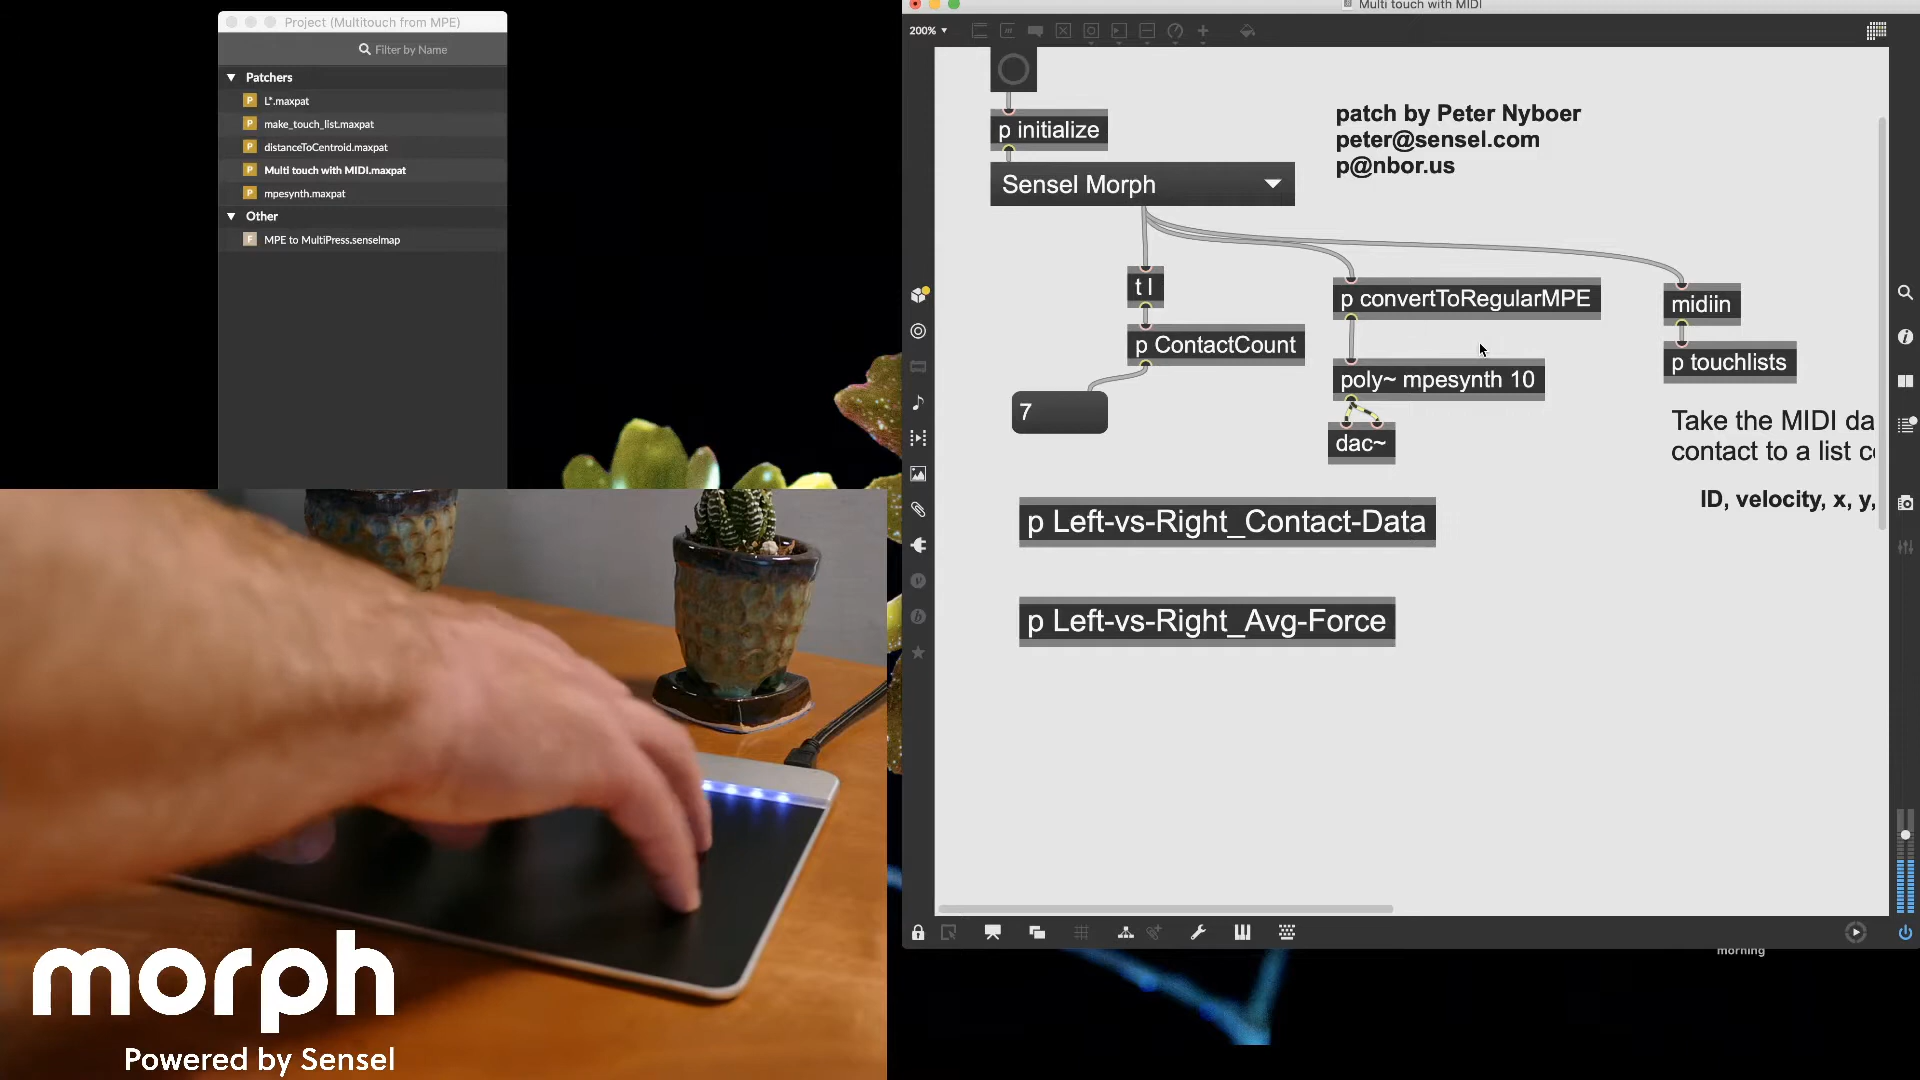 Project (Multitouch from MPE)
Filter by Name
Patchers
L*.maxpat
make_touch_list.maxpat
distanceToCentroid.maxpat
Multi touch with MIDI.maxpat
mpesynth.maxpat
Other
MPE to MultiPress.senselmap
Multi touch with MIDI
200%
p initialize
patch by Peter Nyboer
peter@sensel.com
p@nbor.us
Sensel Morph
t l
p convertToRegularMPE
midiin
p ContactCount
poly~ mpesynth 10
p touchlists
7
dac~
Take the MIDI da
contact to a list c
ID, velocity, x, y,
p Left-vs-Right_Contact-Data
p Left-vs-Right_Avg-Force
morning
morph
Powered by Sensel